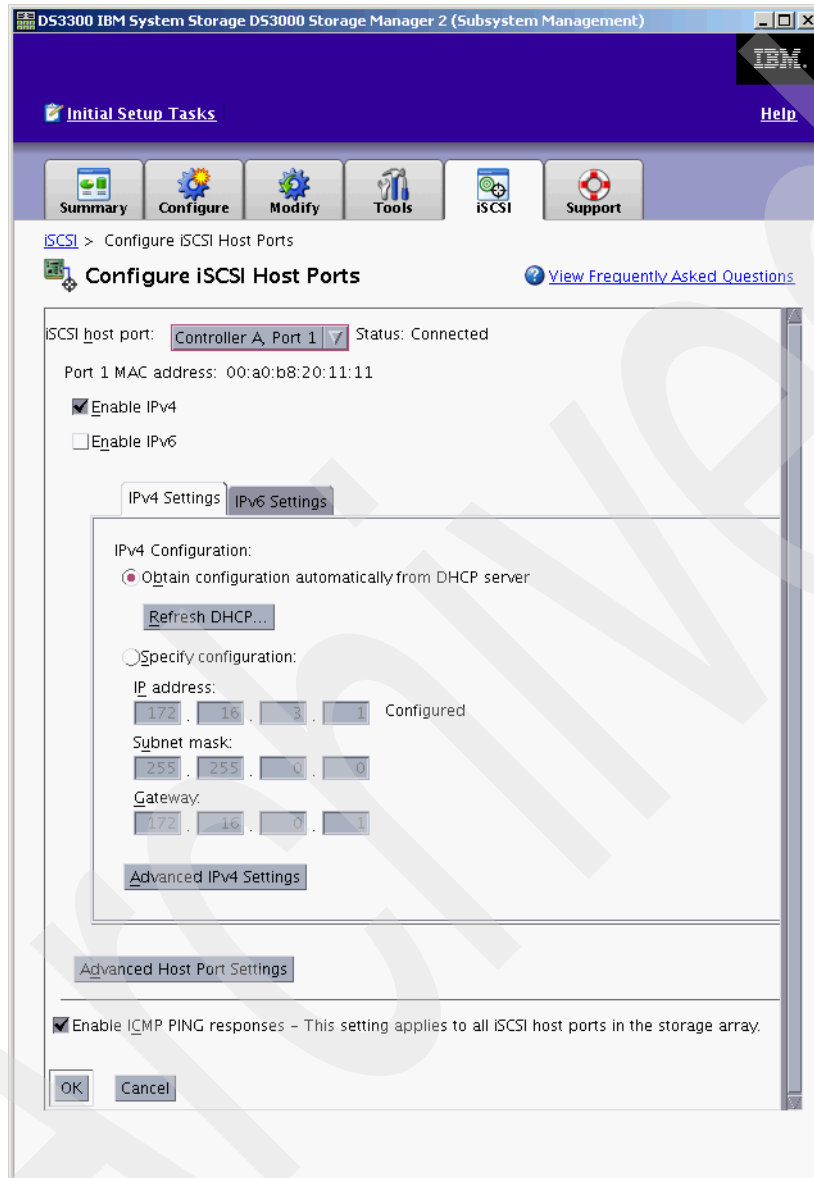 DS3300 IBM System Storage DS3000 Storage Manager 2 (Subsystem Management)
IBM.
Initial Setup Tasks
Help
Summary
Configure
Modify
Tools
iSCSI
Support
iSCSI > Configure iSCSI Host Ports
Configure iSCSI Host Ports
View Frequently Asked Questions
iSCSI host port: Controller A, Port 1 Status: Connected
Port 1 MAC address: 00:a0:b8:20:11:11
Enable IPv4
Enable IPv6
IPv4 Settings
IPv6 Settings
IPv4 Configuration:
Obtain configuration automatically from DHCP server
Refresh DHCP...
Specify configuration:
IP address:
172 . 16 . 3 . 1 Configured
Subnet mask:
255 . 255 . 0 . 0
Gateway:
172 . 16 . 0 . 1
Advanced IPv4 Settings
Advanced Host Port Settings
Enable ICMP PING responses – This setting applies to all iSCSI host ports in the storage array.
OK
Cancel